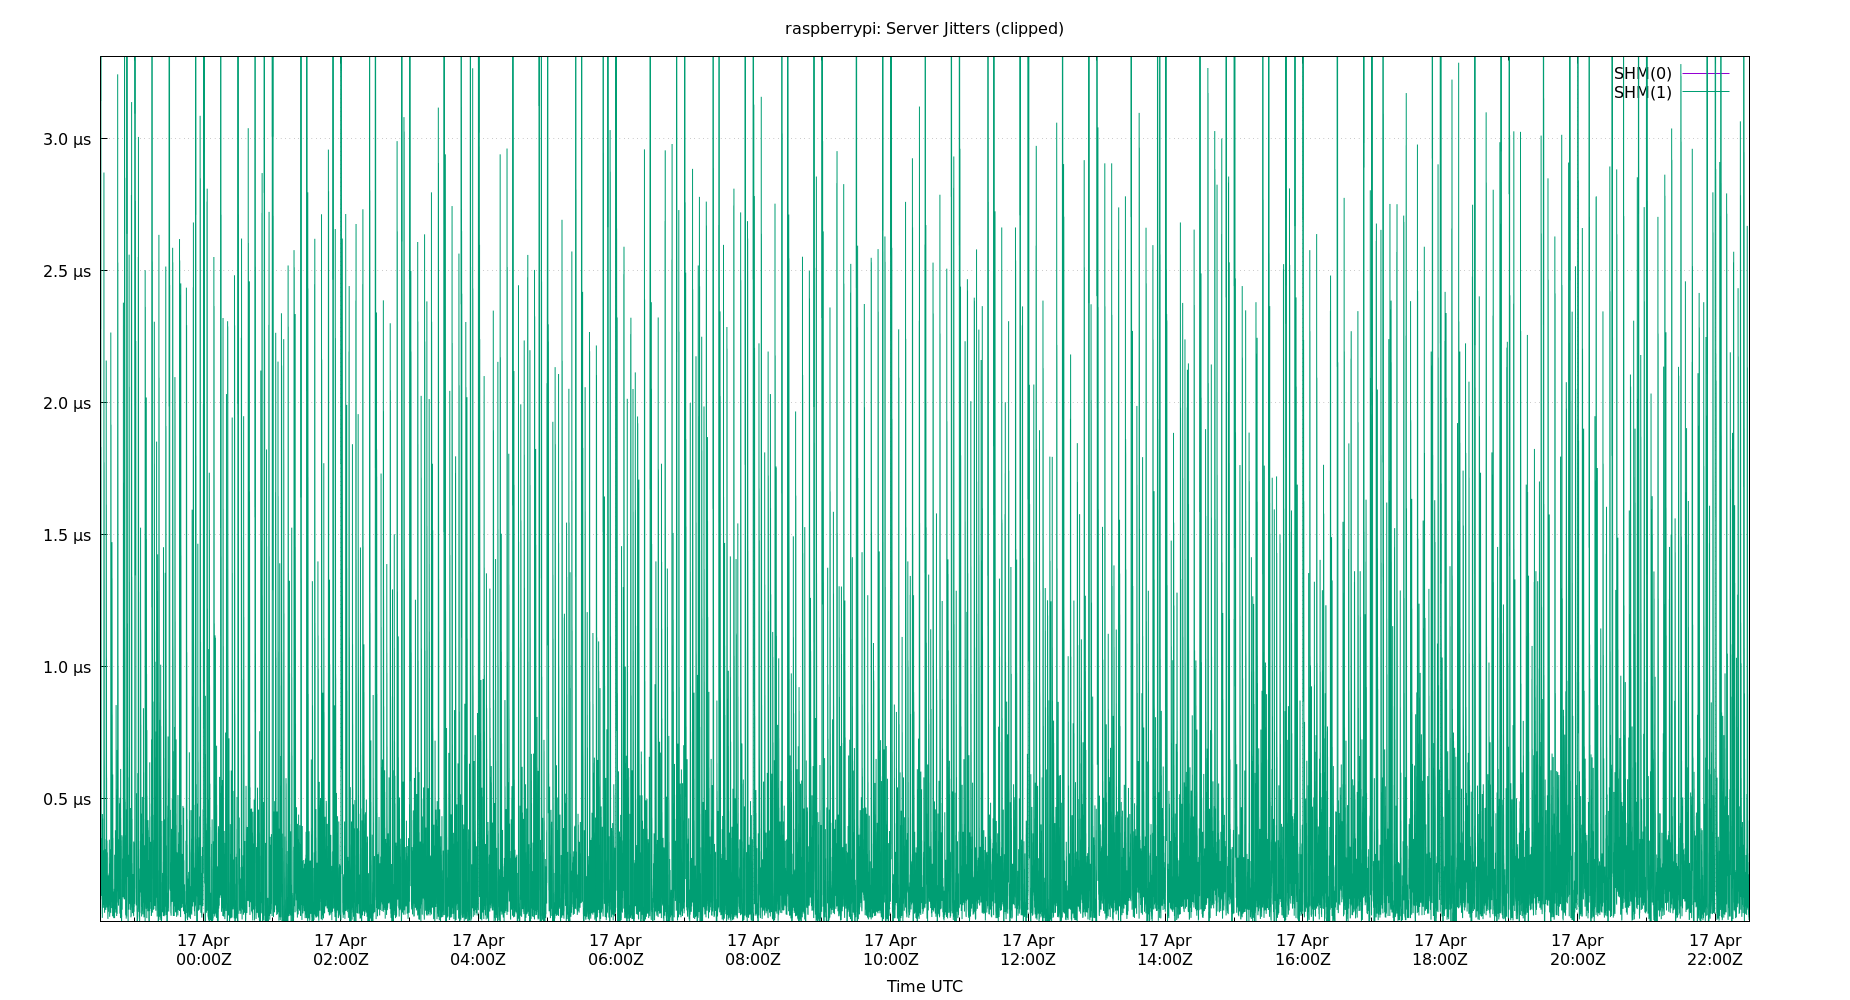 raspberrypi: Server Jitters (clipped)
SHM(0)
SHM(1)
3.0 µs
2.5 µs
2.0 µs
1.5 µs
1.0 µs
0.5 µs
17 Apr 17 Apr 17 Apr 17 Apr 17 Apr 17 Apr 17 Apr 17 Apr 17 Apr 17 Apr 17 Apr 17 Apr
00:00Z 02:00Z 04:00Z 06:00Z 08:00Z 10:00Z 12:00Z 14:00Z 16:00Z 18:00Z 20:00Z 22:00Z
Time UTC